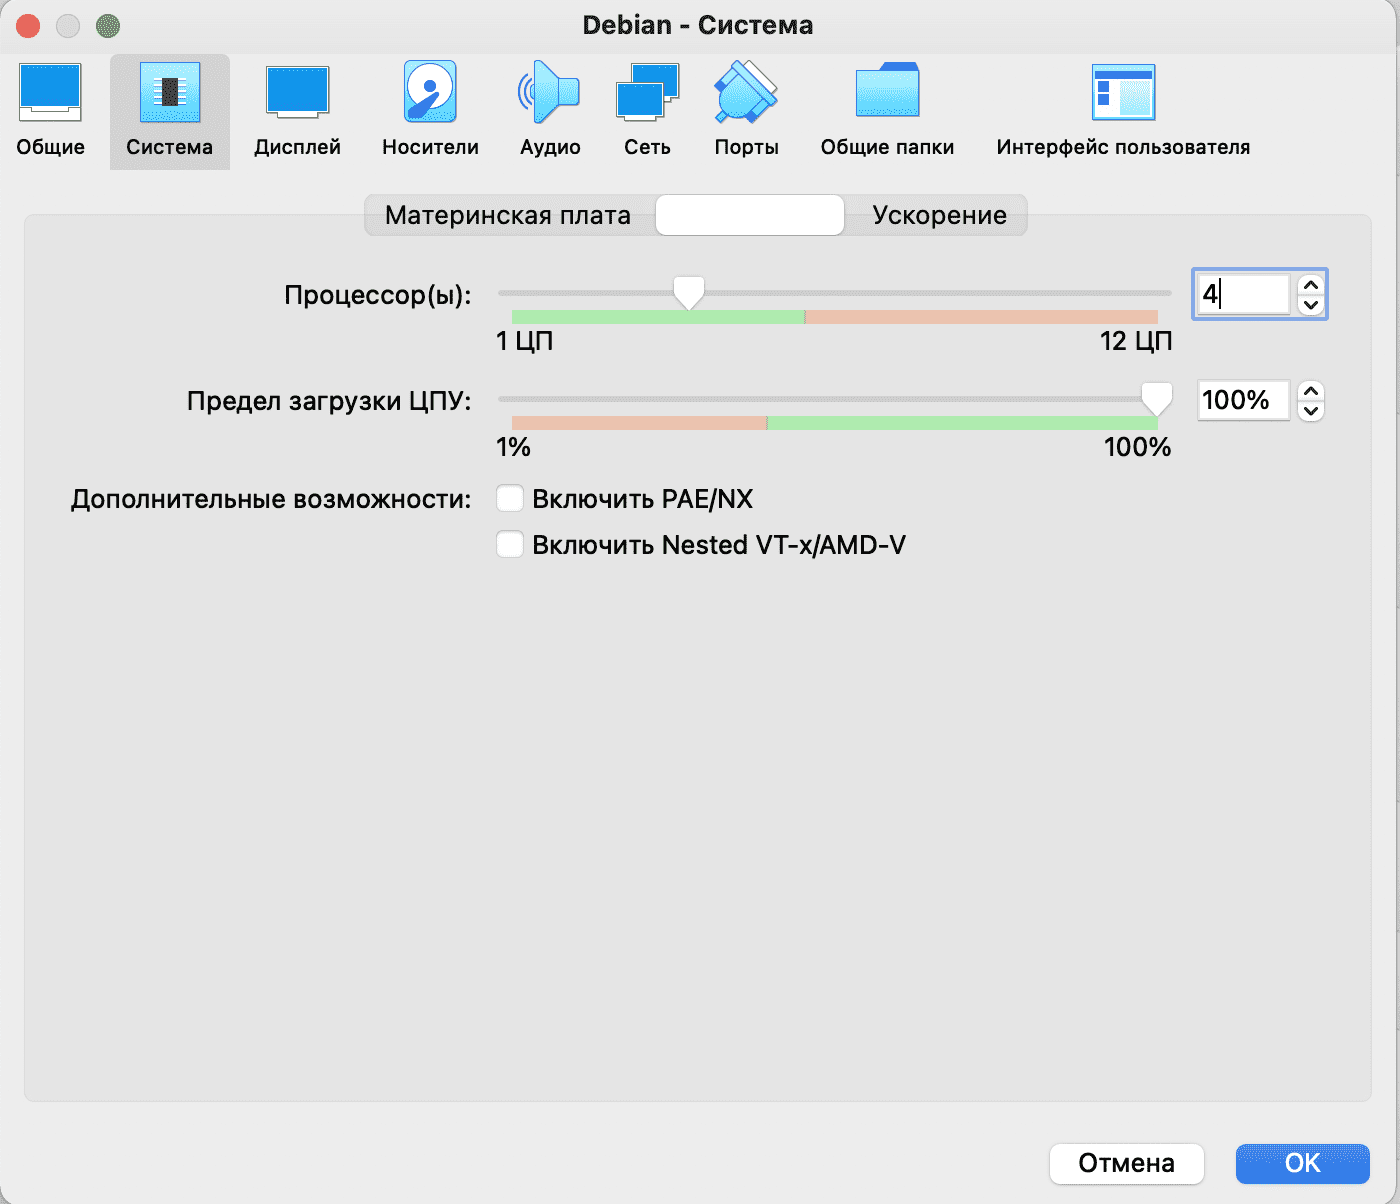 Debian - Система
Общие
Система
Дисплей
Носители
Аудио
Сеть
Порты
Общие папки
Интерфейс пользователя
Материнская плата
Ускорение
Процессор(ы):
4
1 ЦП
12 ЦП
Предел загрузки ЦПУ:
100%
1%
100%
Дополнительные возможности:
Включить PAE/NX
Включить Nested VT-x/AMD-V
Отмена
OK